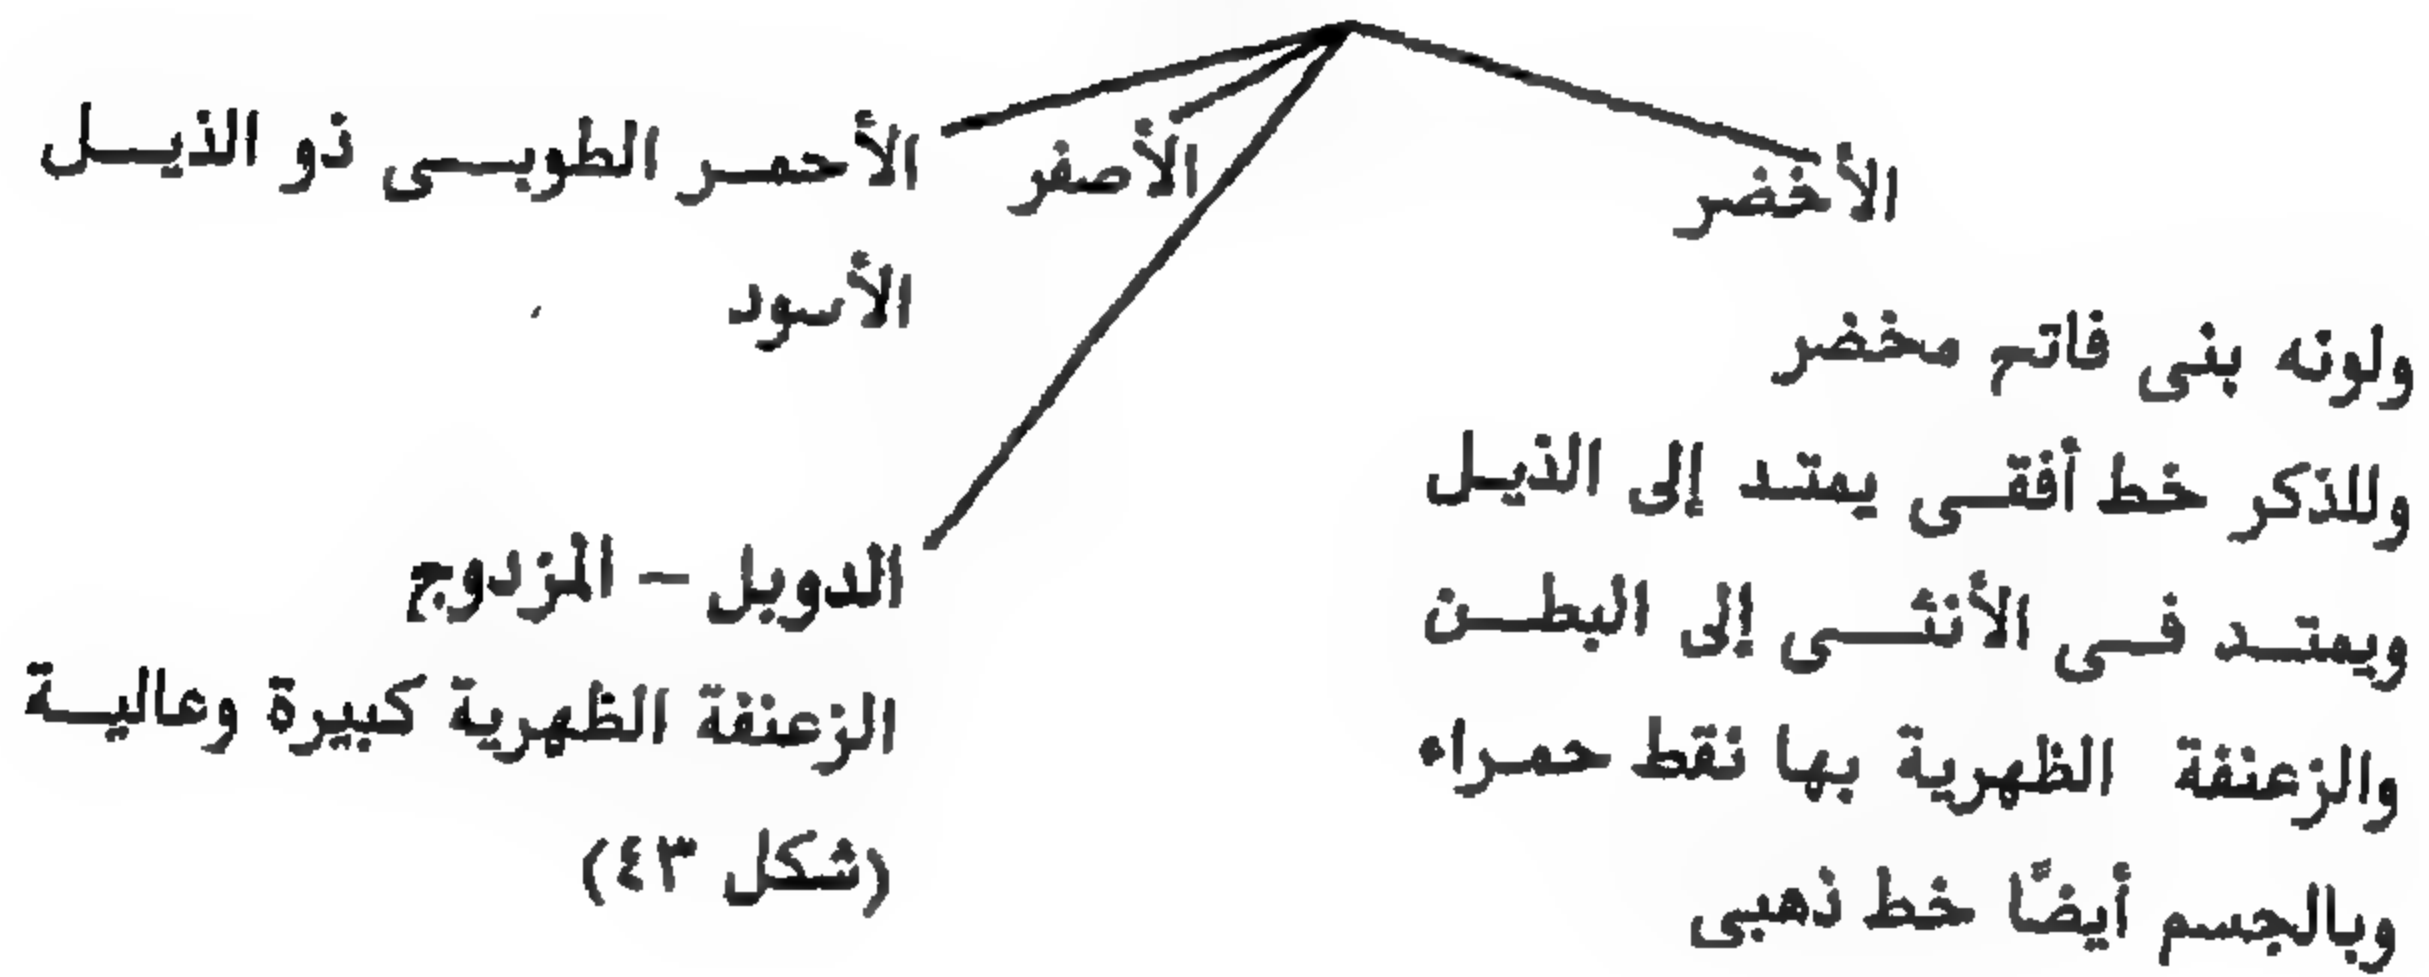 الأخضر
ولونه بنى فاتح مخضر
وللذكر خط أفقى يمتد إلى الذيل
ويمتد فى الأنثى إلى البطن
والزعنفة الظهرية بها نقط حمراء
وبالجسم أيضًا خط ذهبى
الأصفر
الأحمر الطوبى ذو الذيل
الأسود
الدوبل – المزدوج
الزعنفة الظهرية كبيرة وعالية
(شكل ٤٣)